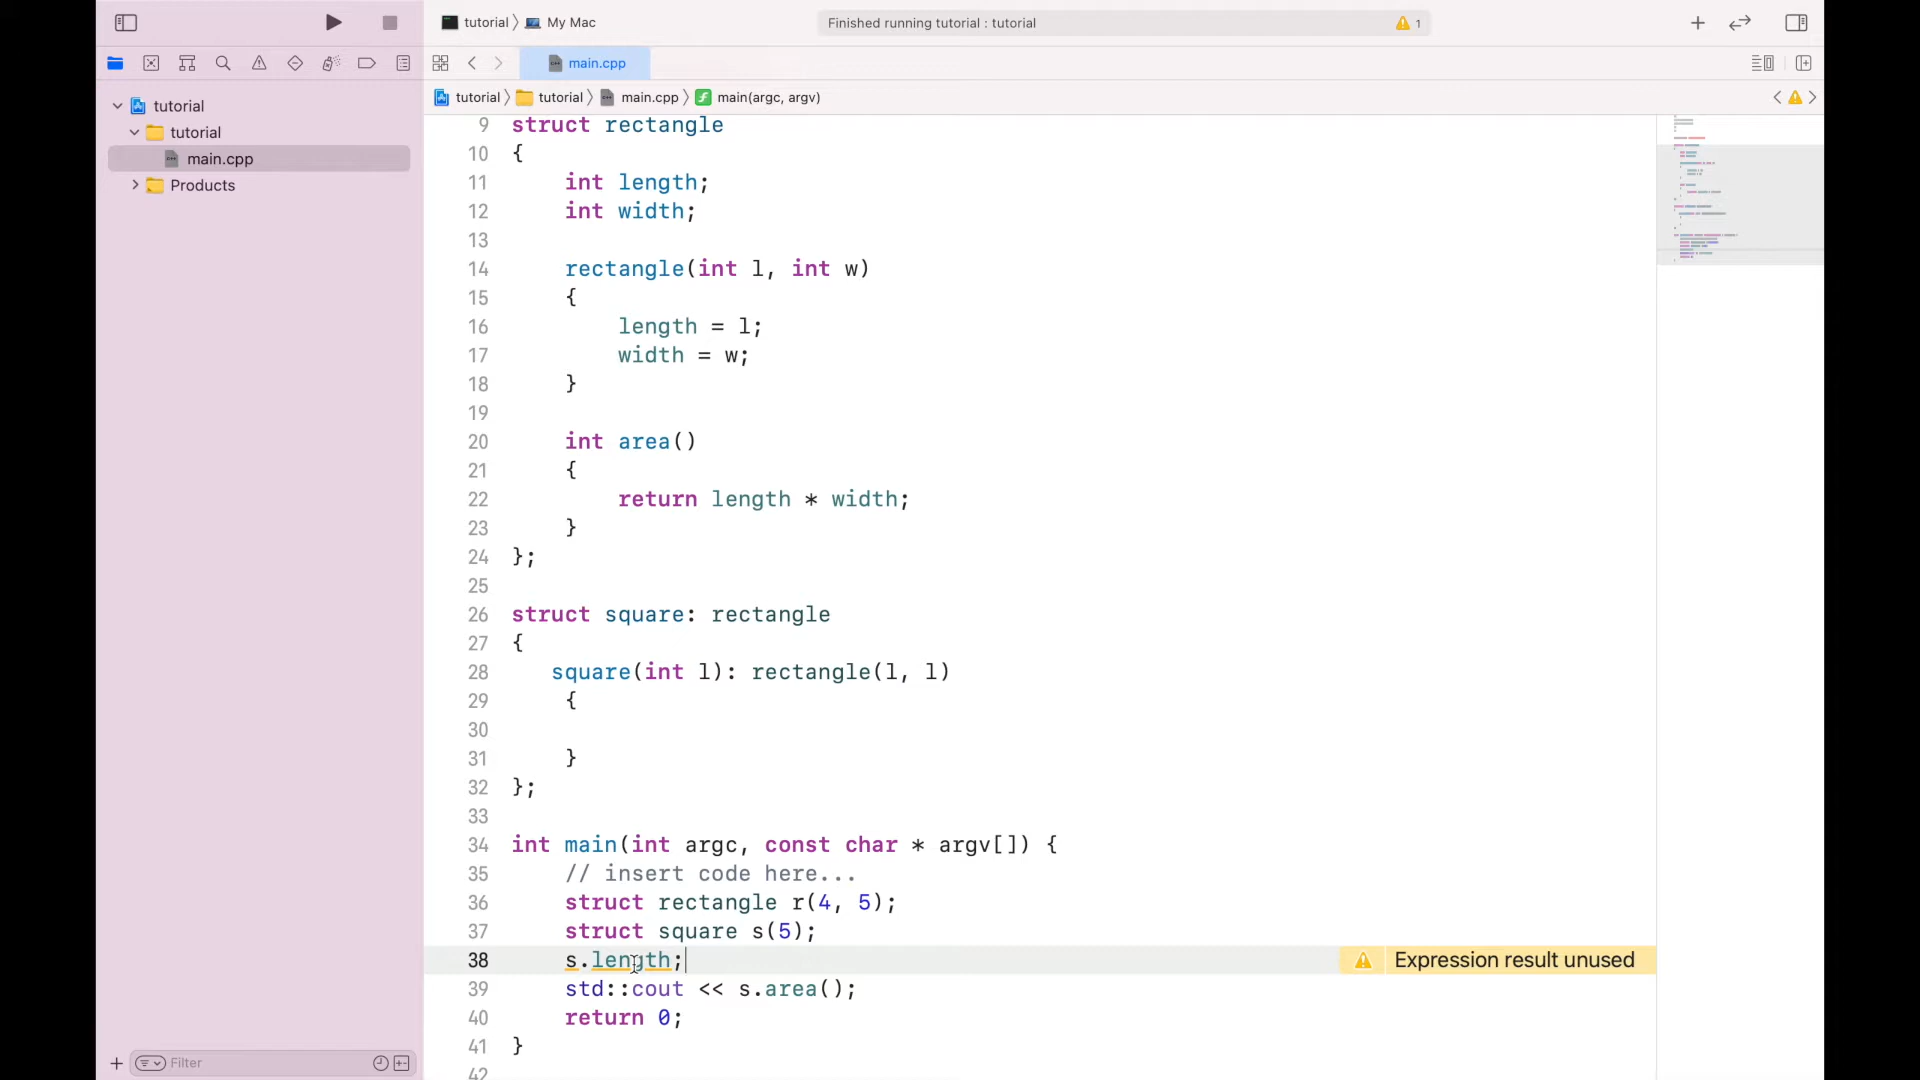 tutorial 〉 My Mac
Finished running tutorial : tutorial
1
main.cpp
tutorial 〉 tutorial 〉 main.cpp 〉 main(argc, argv)
tutorial
tutorial
main.cpp
Products
9 struct rectangle
10 {
11 int length;
12 int width;
13
14 rectangle(int l, int w)
15 {
16 length = l;
17 width = w;
18 }
19
20 int area()
21 {
22 return length * width;
23 }
24 };
25
26 struct square: rectangle
27 {
28 square(int l): rectangle(l, l)
29 {
30
31 }
32 };
33
34 int main(int argc, const char * argv[]) {
35 // insert code here...
36 struct rectangle r(4, 5);
37 struct square s(5);
38 s.length; Expression result unused
39 std::cout << s.area();
40 return 0;
41 }
42
Filter